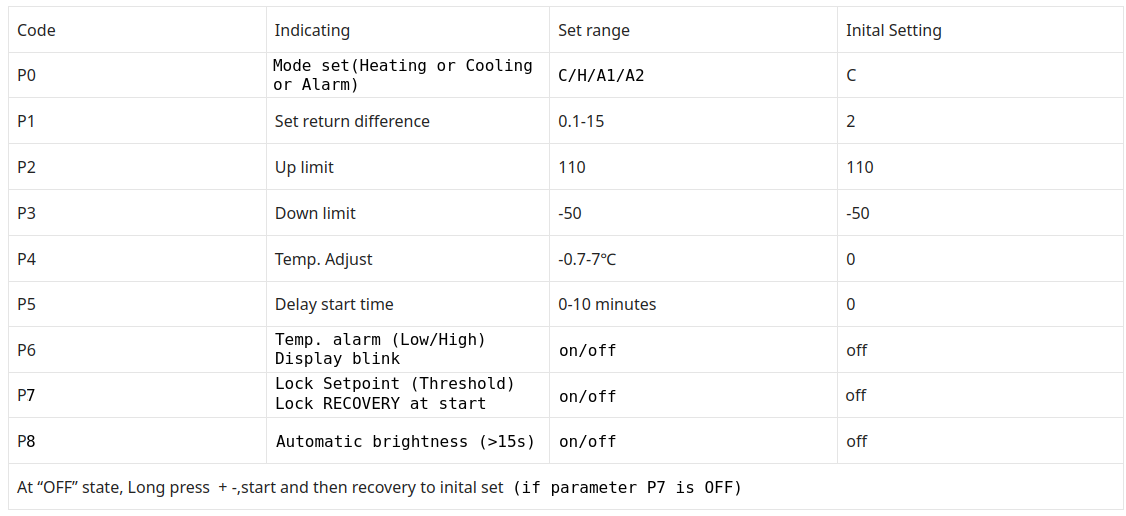 Code Indicating Set range Inital Setting
P0 Mode set(Heating or Cooling or Alarm) C/H/A1/A2 C
P1 Set return difference 0.1-15 2
P2 Up limit 110 110
P3 Down limit -50 -50
P4 Temp. Adjust -0.7-7℃ 0
P5 Delay start time 0-10 minutes 0
P6 Temp. alarm (Low/High) Display blink on/off off
P7 Lock Setpoint (Threshold) Lock RECOVERY at start on/off off
P8 Automatic brightness (>15s) on/off off
At “OFF” state, Long press + -,start and then recovery to inital set (if parameter P7 is OFF)